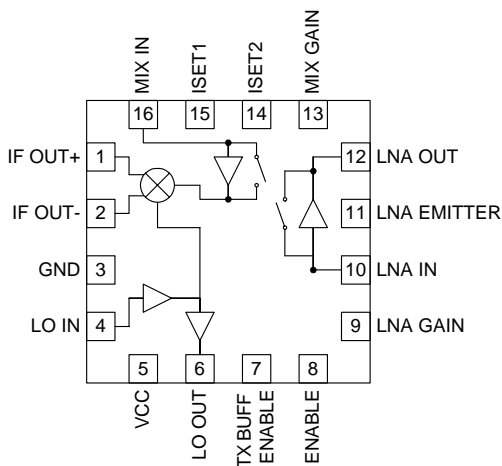 MIX IN
ISET1
ISET2
MIX GAIN
16
15
14
13
IF OUT+
1
12
LNA OUT
IF OUT-
2
11
LNA EMITTER
GND
3
10
LNA IN
LO IN
4
9
LNA GAIN
5
6
7
8
VCC
LO OUT
TX BUFF
ENABLE
ENABLE